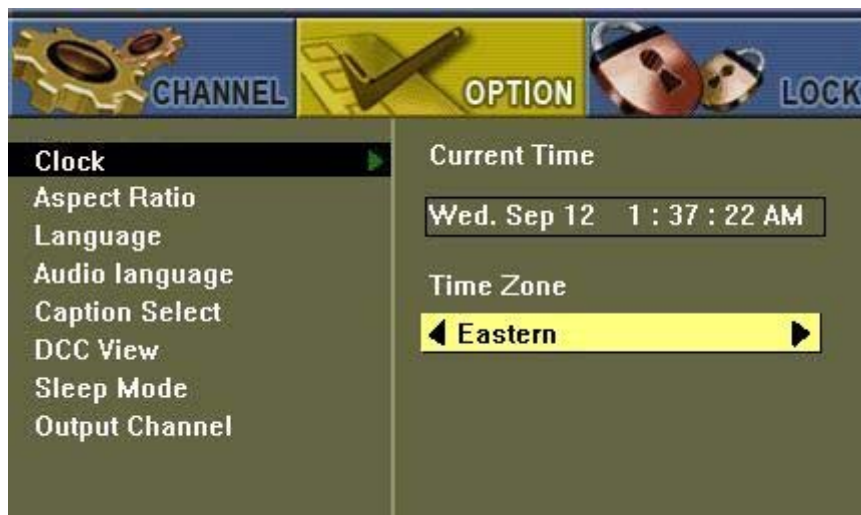 CHANNEL OPTION LOCK
Clock
Aspect Ratio
Language
Audio language
Caption Select
DCC View
Sleep Mode
Output Channel
Current Time
Wed. Sep 12 1 : 37 : 22 AM
Time Zone
Eastern